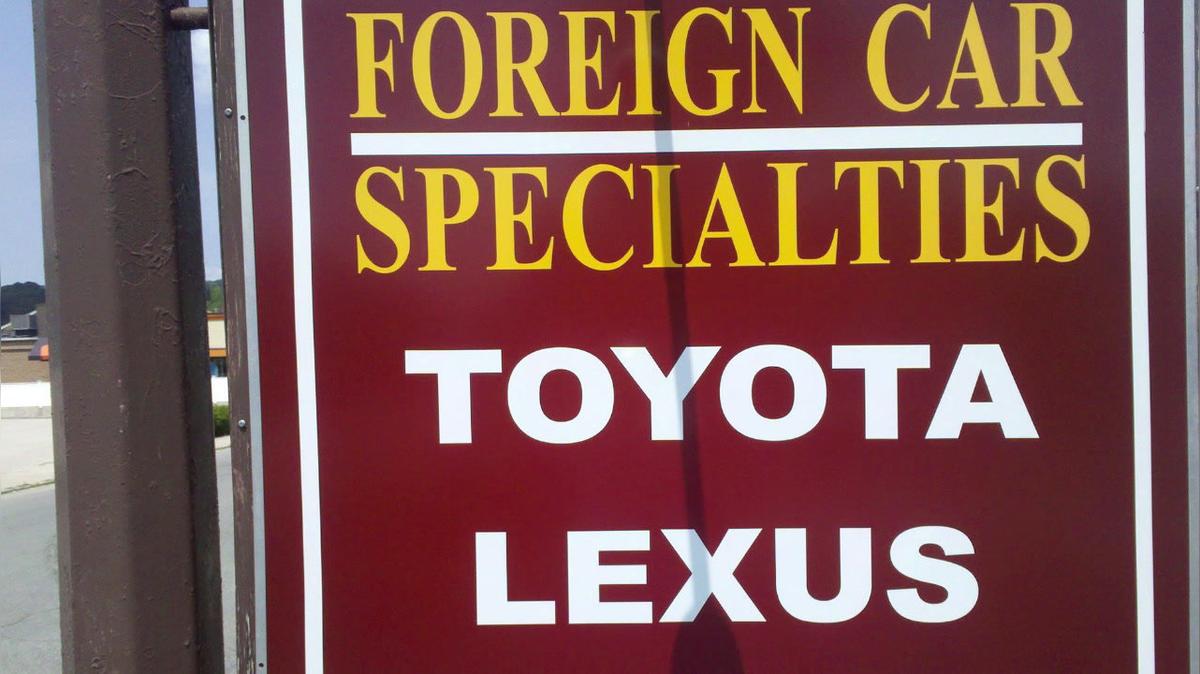 FOREIGN CAR
SPECIALTIES
TOYOTA
LEXUS